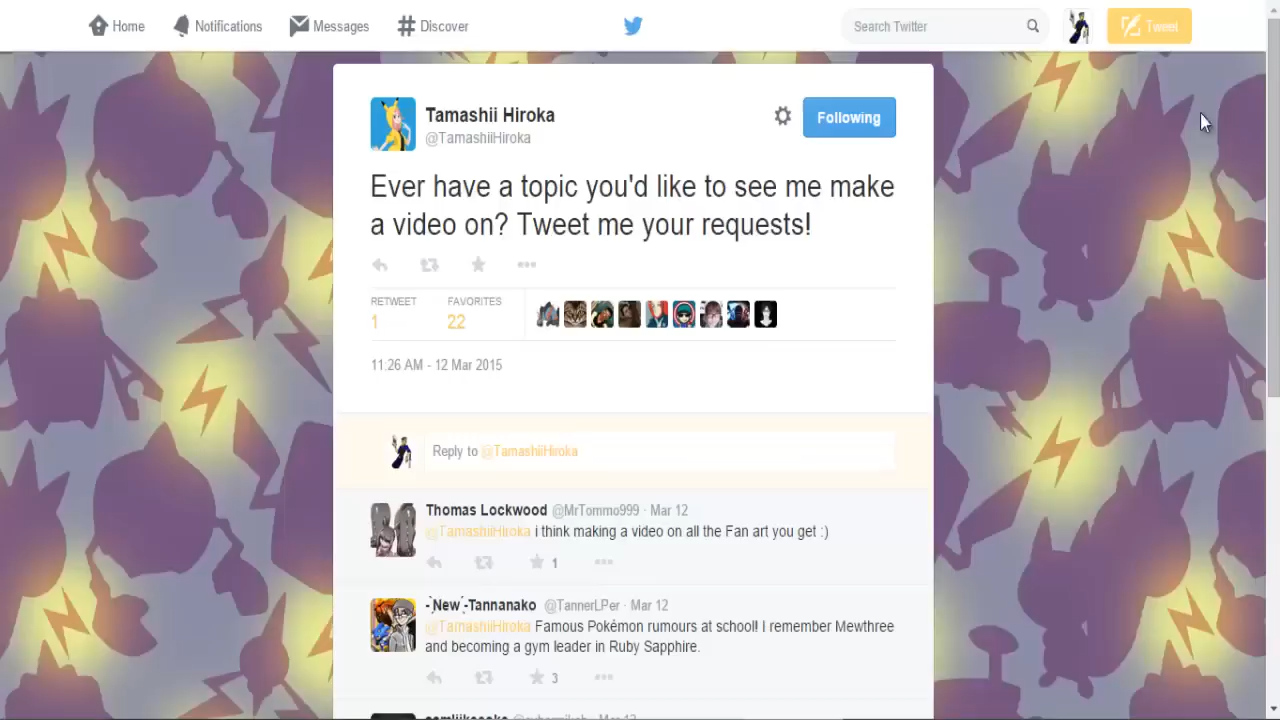 Home Notifications Messages Discover Search Twitter Tweet
Tamashii Hiroka
@TamashiiHiroka
Following
Ever have a topic you'd like to see me make
a video on? Tweet me your requests!
RETWEET FAVORITES
1 22
11:26 AM - 12 Mar 2015
Reply to @TamashiiHiroka
Thomas Lockwood @MrTommo999 · Mar 12
@TamashiiHiroka i think making a video on all the Fan art you get :)
1
-̀New-́Tannanako @TannerLPer · Mar 12
@TamashiiHiroka Famous Pokémon rumours at school! I remember Mewthree
and becoming a gym leader in Ruby Sapphire.
3